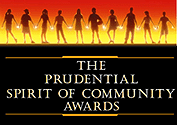 THE
PRUDENTIAL
SPIRIT OF COMMUNITY
AWARDS